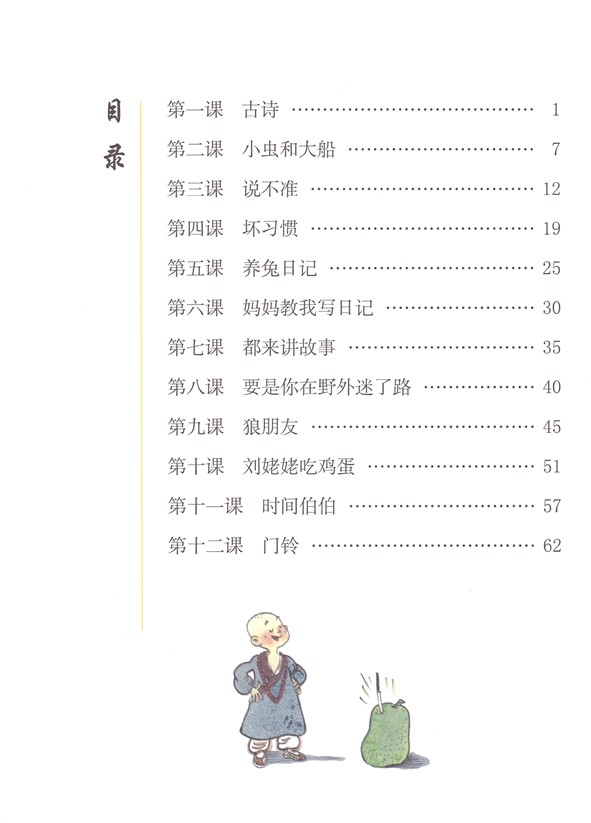 目录
第一课 古诗 …………………………………… 1
第二课 小虫和大船 ………………………… 7
第三课 说不准 ……………………………… 12
第四课 坏习惯 ……………………………… 19
第五课 养兔日记 …………………………… 25
第六课 妈妈教我写日记 …………………… 30
第七课 都来讲故事 ………………………… 35
第八课 要是你在野外迷了路 ……………… 40
第九课 狼朋友 ……………………………… 45
第十课 刘姥姥吃鸡蛋 ……………………… 51
第十一课 时间伯伯 ………………………… 57
第十二课 门铃 ……………………………… 62